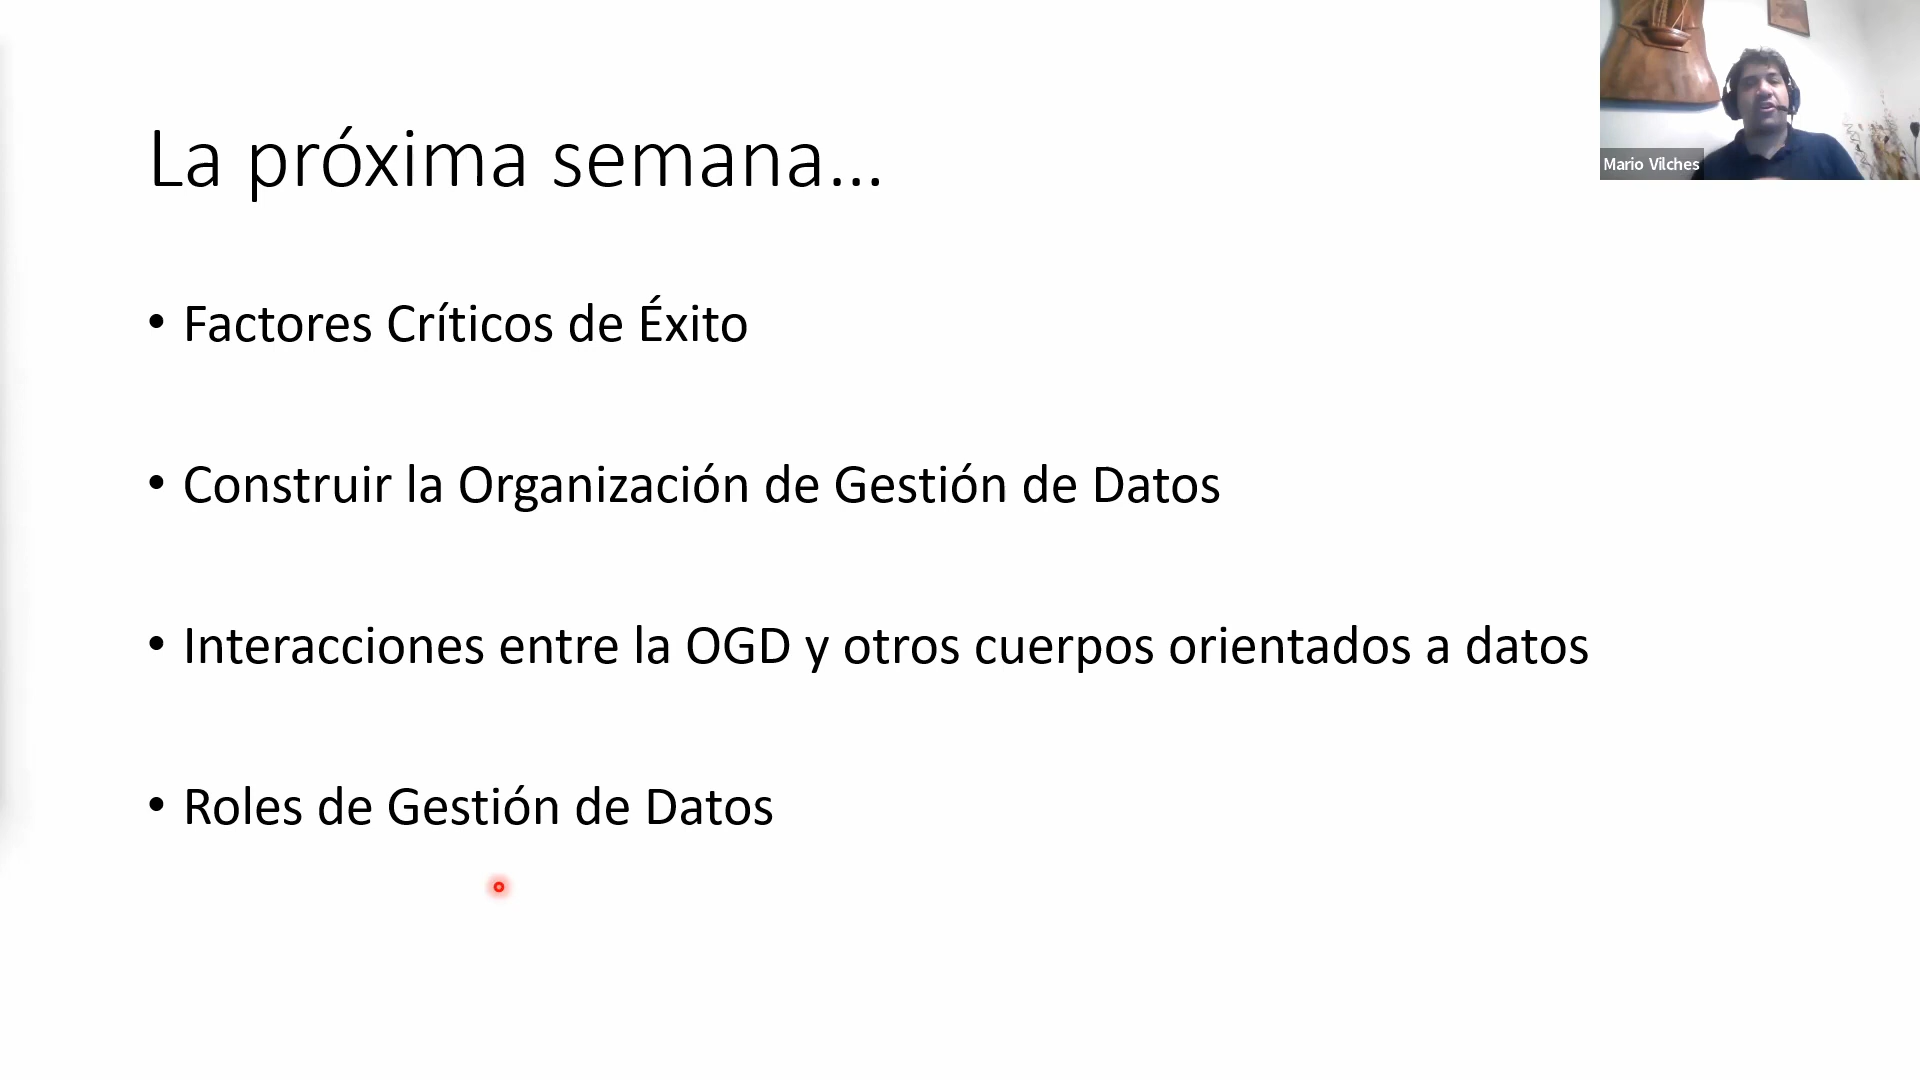 La próxima semana...
• Factores Críticos de Éxito
• Construir la Organización de Gestión de Datos
• Interacciones entre la OGD y otros cuerpos orientados a datos
• Roles de Gestión de Datos
Mario Vilches